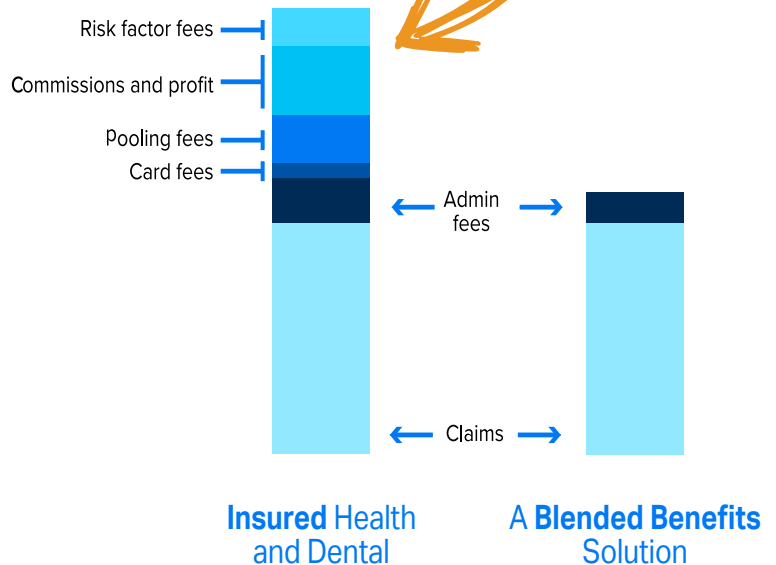 Risk factor fees
Commissions and profit
Pooling fees
Card fees
Admin
fees
Claims
Insured Health
and Dental
A Blended Benefits
Solution